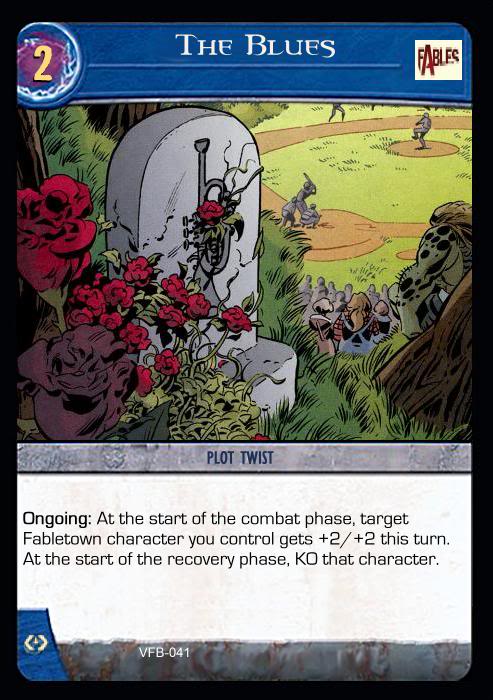 2
The Blues
FABLES
PLOT TWIST
Ongoing: At the start of the combat phase, target
Fabletown character you control gets +2/+2 this turn.
At the start of the recovery phase, KO that character.
VFB-041